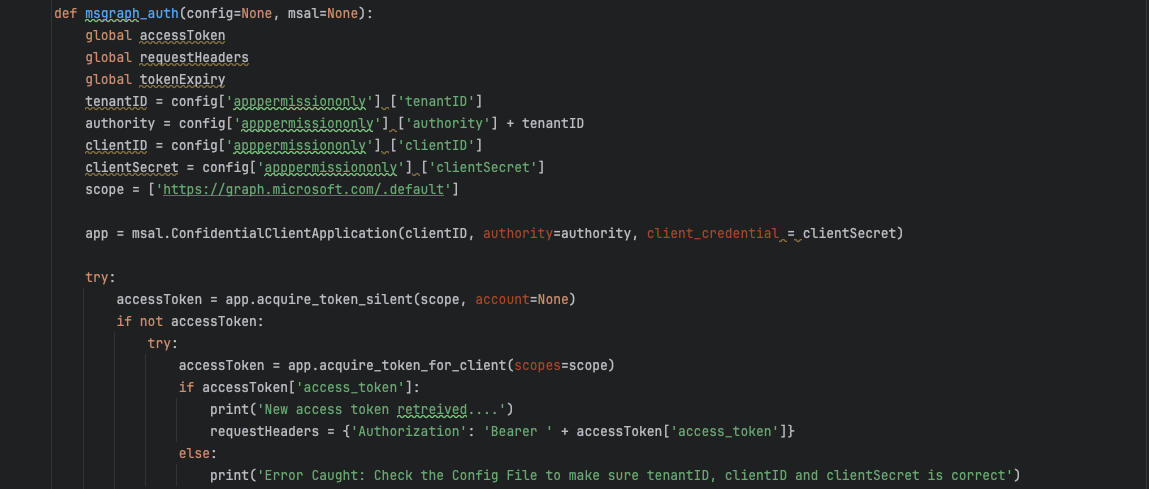 def msgraph_auth(config=None, msal=None):
    global accessToken
    global requestHeaders
    global tokenExpiry
    tenantID = config['apppermissiononly'] ['tenantID']
    authority = config['apppermissiononly'] ['authority'] + tenantID
    clientID = config['apppermissiononly'] ['clientID']
    clientSecret = config['apppermissiononly'] ['clientSecret']
    scope = ['https://graph.microsoft.com/.default']

    app = msal.ConfidentialClientApplication(clientID, authority=authority, client_credential = clientSecret)

    try:
        accessToken = app.acquire_token_silent(scope, account=None)
        if not accessToken:
            try:
                accessToken = app.acquire_token_for_client(scopes=scope)
                if accessToken['access_token']:
                    print('New access token retreived....')
                    requestHeaders = {'Authorization': 'Bearer ' + accessToken['access_token']}
                else:
                    print('Error Caught: Check the Config File to make sure tenantID, clientID and clientSecret is correct')